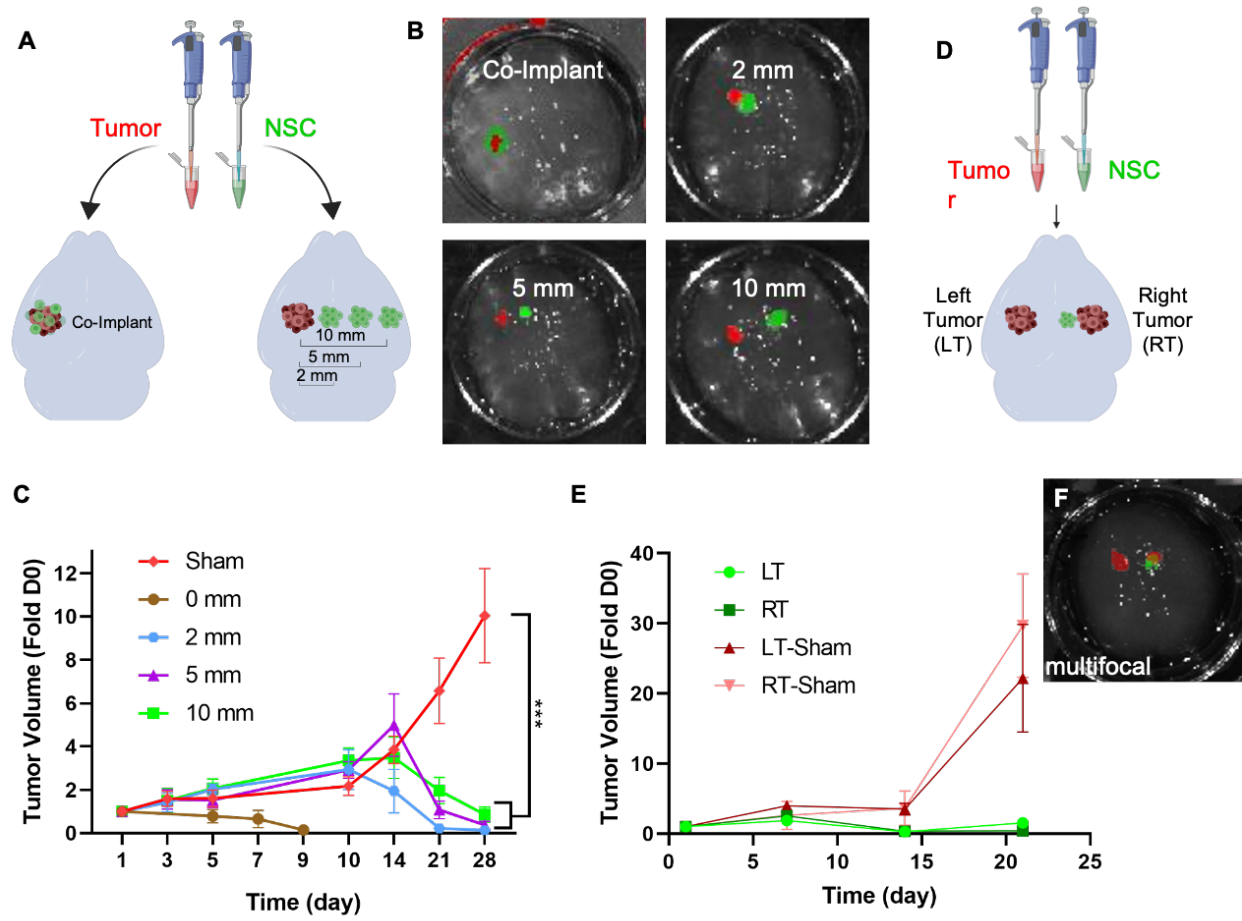 A
Tumor
NSC
Co-Implant
10 mm
5 mm
2 mm
B
Co-Implant
2 mm
5 mm
10 mm
D
Tumo
r
NSC
Left
Tumor
(LT)
Right
Tumor
(RT)
C
Tumor Volume (Fold D0)
12
10
8
6
4
2
0
Sham
0 mm
2 mm
5 mm
10 mm
***
1
3
5
7
9
10
14
21
28
Time (day)
E
Tumor Volume (Fold D0)
40
30
20
10
0
LT
RT
LT-Sham
RT-Sham
0
5
10
15
20
25
Time (day)
F
multifocal